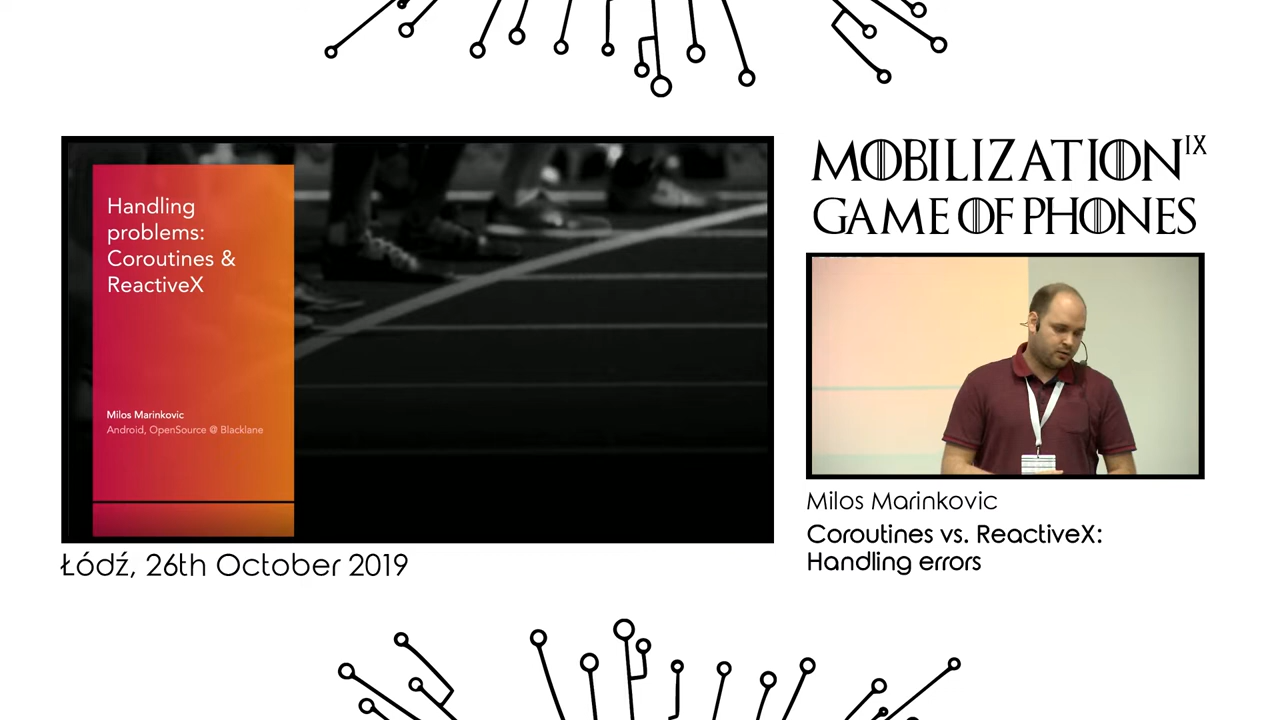 Handling
problems:
Coroutines &
ReactiveX
Milos Marinkovic
Android, OpenSource @ Blacklane
Łódź, 26th October 2019
MOBILIZATION IX
GAME OF PHONES
Milos Marinkovic
Coroutines vs. ReactiveX:
Handling errors